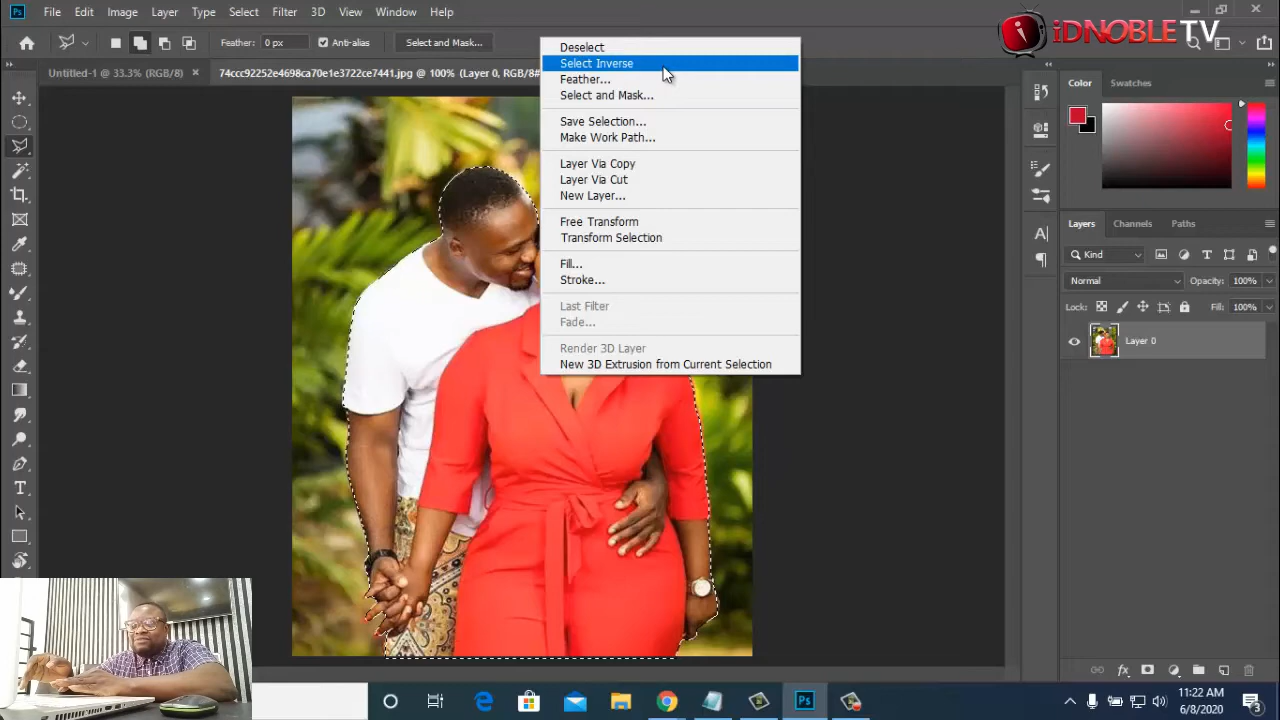 Ps File Edit Image Layer Type Select Filter 3D View Window Help
iDNOBLE TV
Feather: 0 px Anti-alias Select and Mask...
Untitled-1 @ 33.3% (RGB/8) × 74ccc92252e4698ca70e1e3722ce7441.jpg @ 100% (Layer 0, RGB/8#
Deselect
Select Inverse
Feather...
Select and Mask...
Save Selection...
Make Work Path...
Layer Via Copy
Layer Via Cut
New Layer...
Free Transform
Transform Selection
Fill...
Stroke...
Last Filter
Fade...
Render 3D Layer
New 3D Extrusion from Current Selection
Color Swatches
Layers Channels Paths
Kind
Normal Opacity: 100%
Lock: Fill: 100%
Layer 0
Ps
11:22 AM
6/8/2020
3